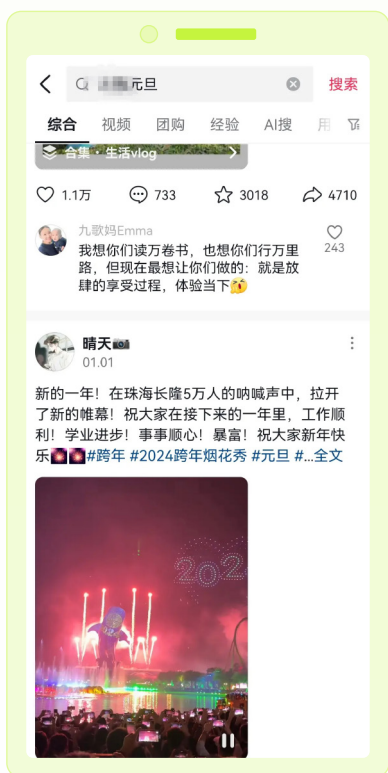 元旦
搜索
综合 视频 团购 经验 AI搜 用
合集·生活vlog
1.1万 733 3018 4710
九歌妈Emma
我想你们读万卷书，也想你们行万里
路，但现在最想让你们做的：就是放
肆的享受过程，体验当下
243
晴天
01.01
新的一年！在珠海长隆5万人的呐喊声中，拉开
了新的帷幕！祝大家在接下来的一年里，工作顺
利！学业进步！事事顺心！暴富！祝大家新年快
乐#跨年 #2024跨年烟花秀 #元旦 #...全文
202